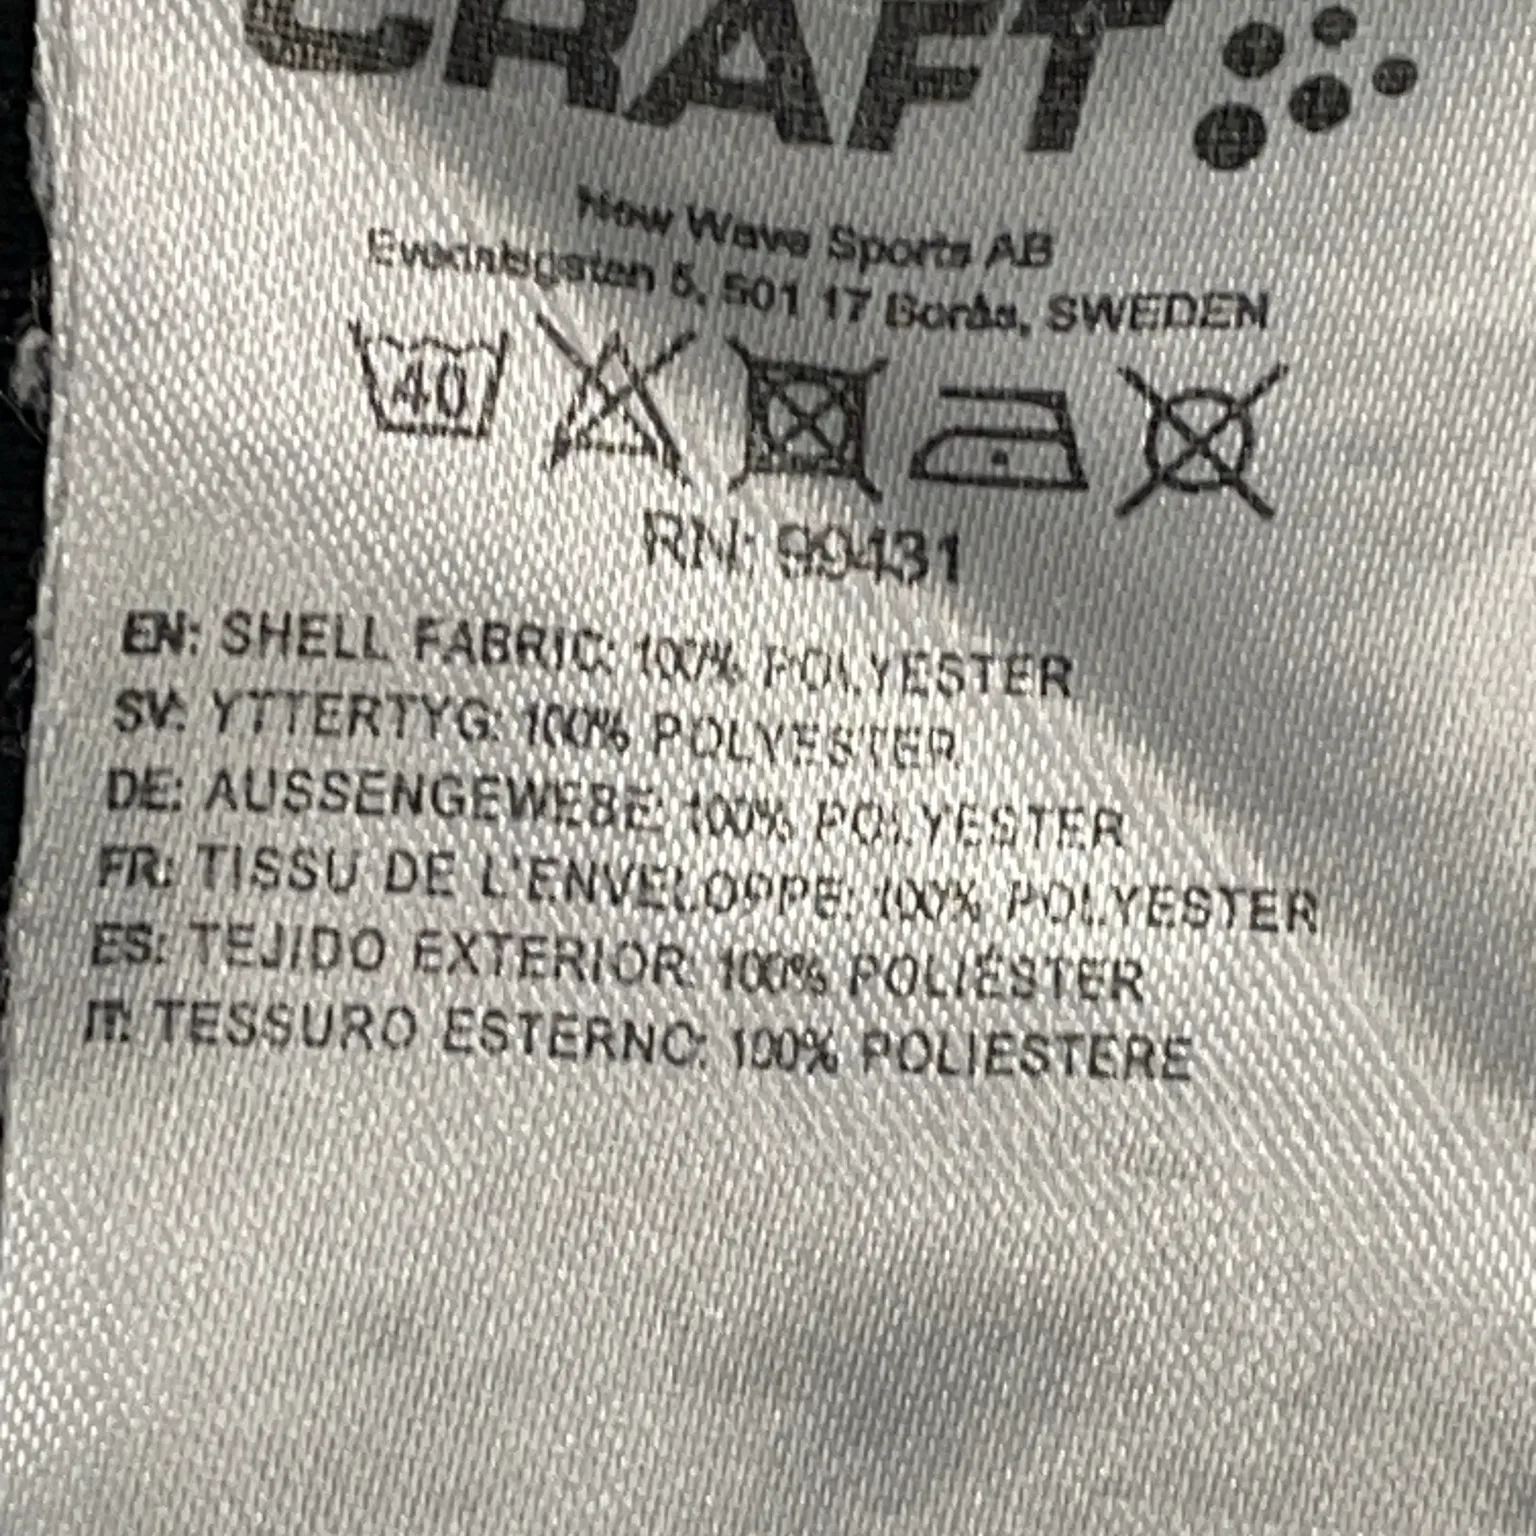 CRAFT
New Wave Sports AB
Evedalsgatan 5, 501 17 Borås, SWEDEN
40
RN: 99431
EN: SHELL FABRIC: 100% POLYESTER
SV: YTTERTYG: 100% POLYESTER
DE: AUSSENGEWEBE: 100% POLYESTER
FR: TISSU DE L'ENVELOPPE: 100% POLYESTER
ES: TEJIDO EXTERIOR: 100% POLIÉSTER
IT: TESSURO ESTERNO: 100% POLIESTERE